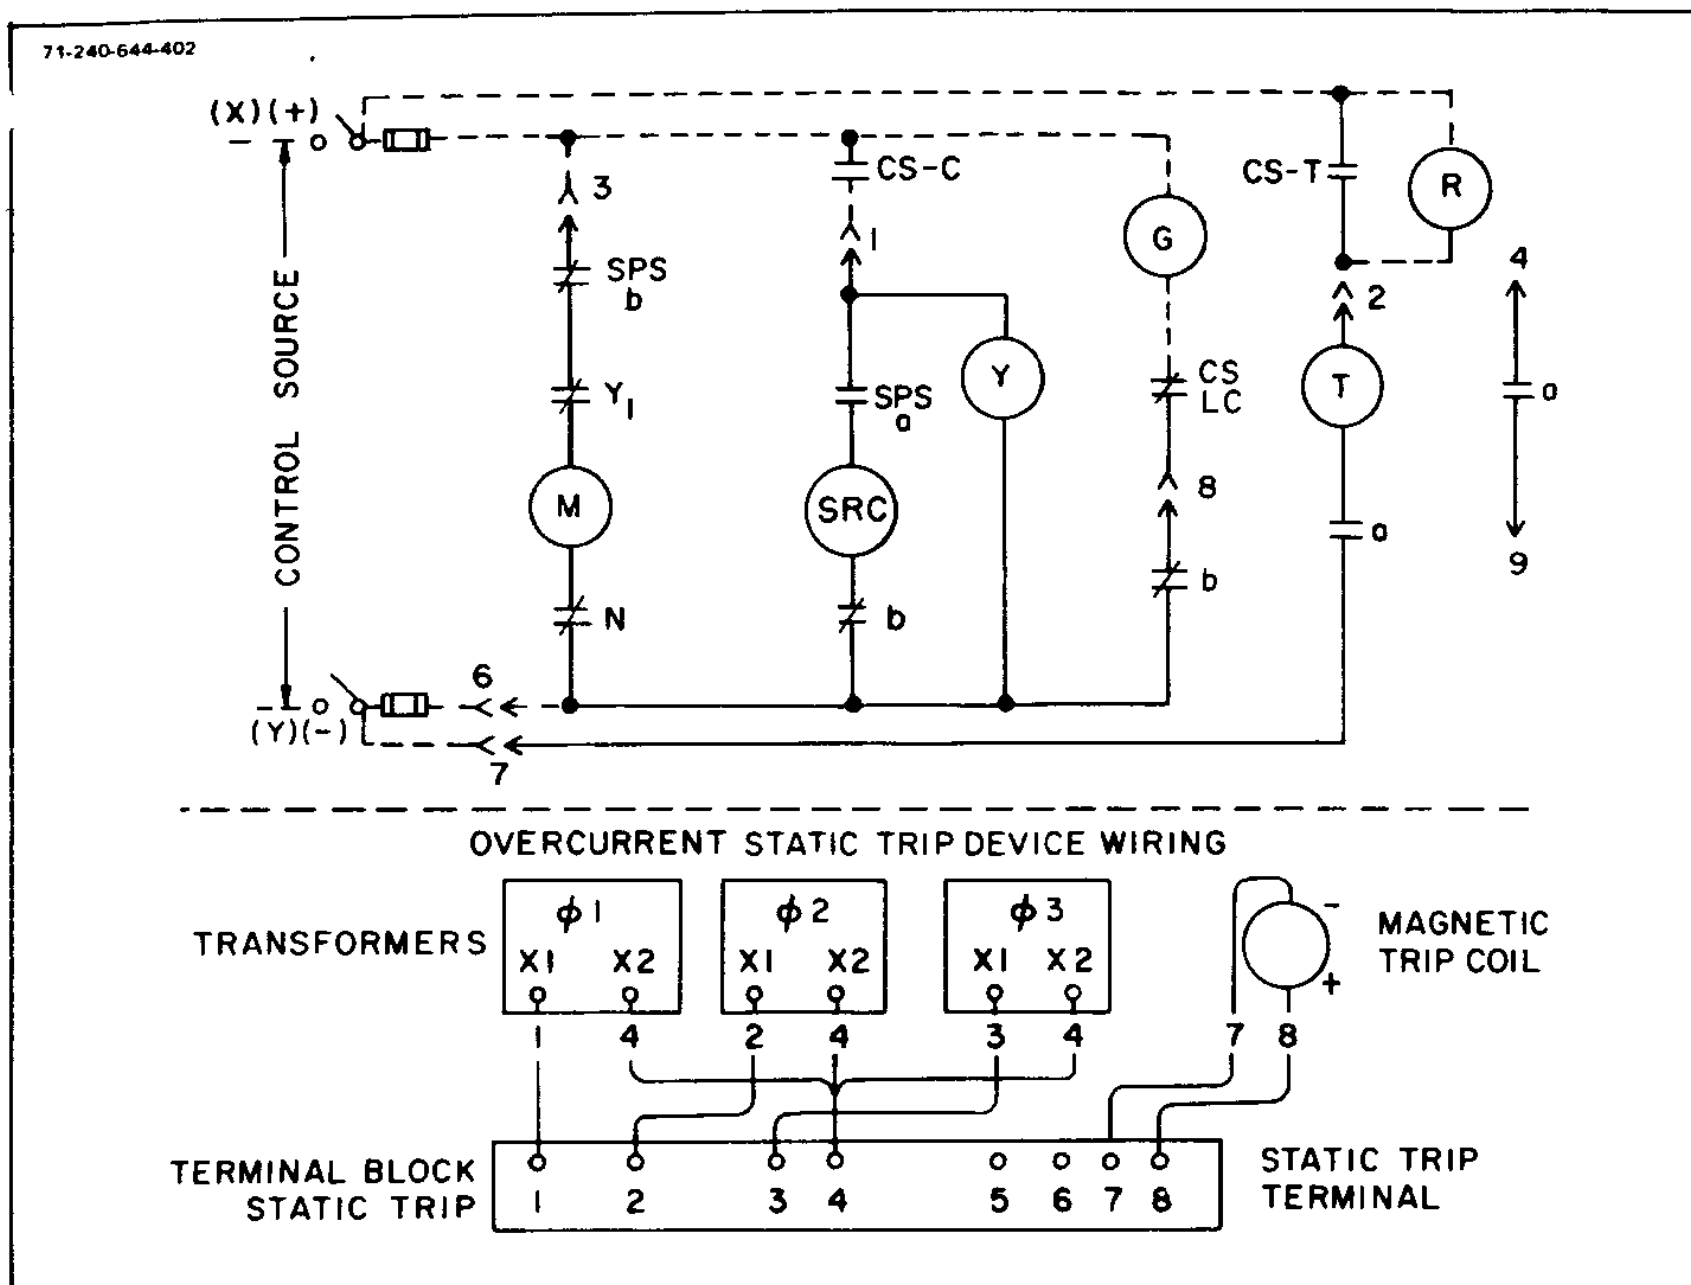 71-240-644-402
(X)(+)
CONTROL SOURCE
3
SPS
b
Y1
M
N
CS-C
1
SPS
a
SRC
b
Y
G
CS
LC
8
b
CS-T
R
2
T
a
4
a
9
6
(Y)(-)
7
OVERCURRENT STATIC TRIP DEVICE WIRING
TRANSFORMERS
ϕ1
X1 X2
ϕ2
X1 X2
ϕ3
X1 X2
-
+
MAGNETIC
TRIP COIL
1 4 2 4 3 4 7 8
TERMINAL BLOCK
STATIC TRIP
1 2 3 4 5 6 7 8
STATIC TRIP
TERMINAL